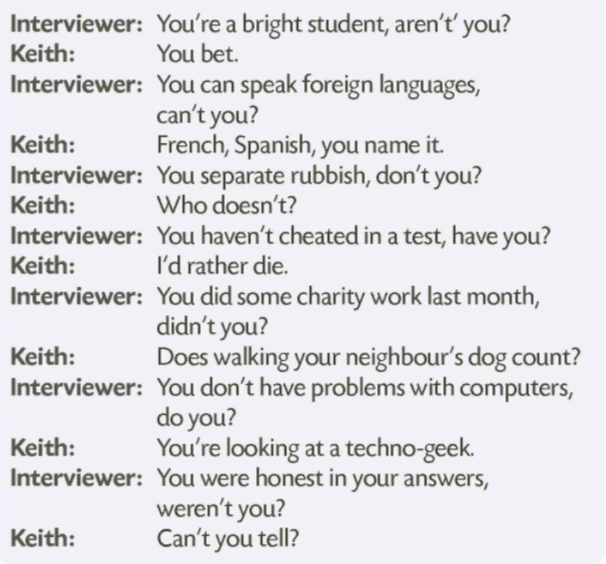 Interviewer: You're a bright student, aren't' you?
Keith: You bet.
Interviewer: You can speak foreign languages,
can't you?
Keith: French, Spanish, you name it.
Interviewer: You separate rubbish, don't you?
Keith: Who doesn't?
Interviewer: You haven't cheated in a test, have you?
Keith: I'd rather die.
Interviewer: You did some charity work last month,
didn't you?
Keith: Does walking your neighbour's dog count?
Interviewer: You don't have problems with computers,
do you?
Keith: You're looking at a techno-geek.
Interviewer: You were honest in your answers,
weren't you?
Keith: Can't you tell?